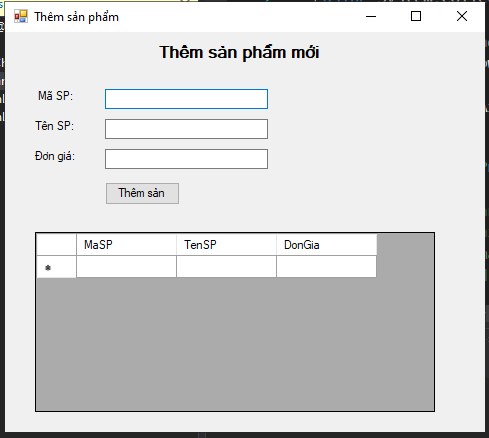 Thêm sản phẩm
Thêm sản phẩm mới
Mã SP:
Tên SP:
Đơn giá:
Thêm sản
MaSP TenSP DonGia